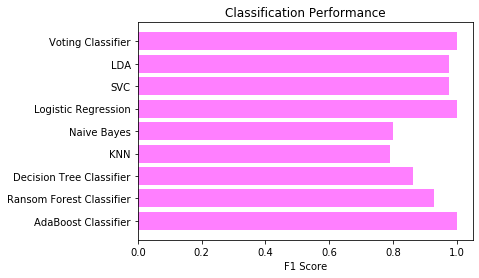 Classification Performance
Voting Classifier
LDA
SVC
Logistic Regression
Naive Bayes
KNN
Decision Tree Classifier
Ransom Forest Classifier
AdaBoost Classifier
0.0 0.2 0.4 0.6 0.8 1.0
F1 Score